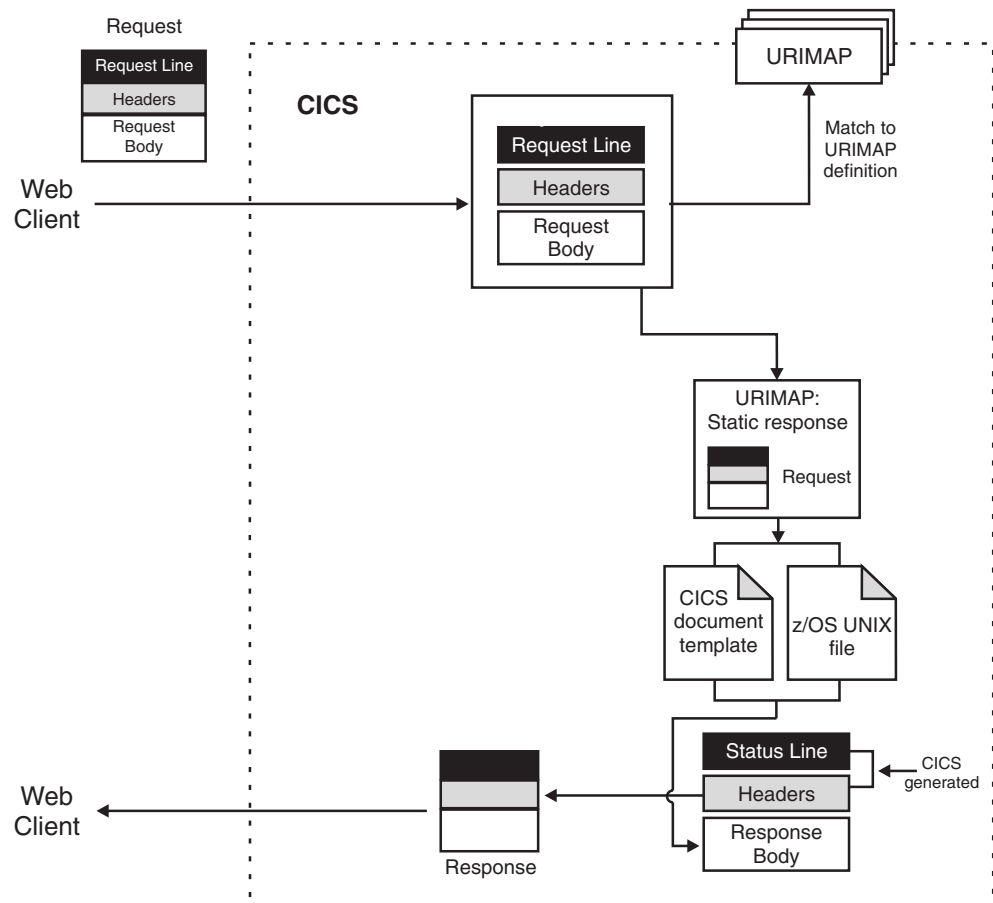 Request
Request Line
Headers
Request
Body
Web
Client
CICS
Request Line
Headers
Request
Body
URIMAP
Match to
URIMAP
definition
URIMAP:
Static response
Request
CICS
document
template
z/OS UNIX
file
Status Line
Headers
Response
Body
CICS
generated
Response
Web
Client